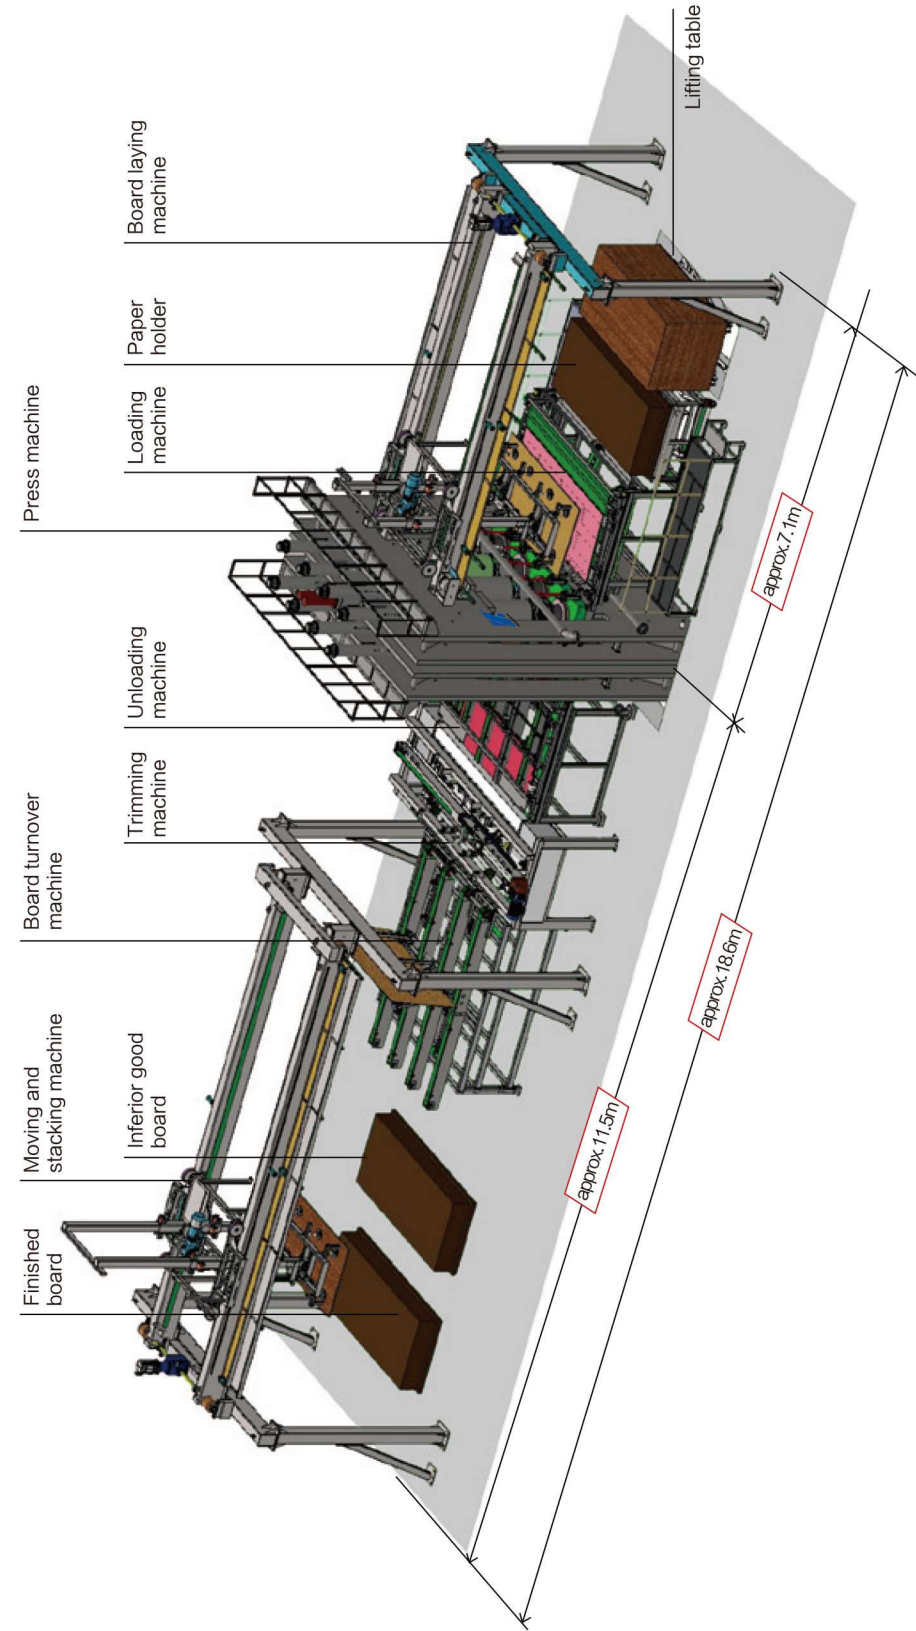 Finished
board
Moving and
stacking machine
Inferior good
board
Board turnover
machine
Trimming
machine
Unloading
machine
Press machine
Loading
machine
Paper
holder
Board laying
machine
Lifting table
approx.11.5m
approx.18.6m
approx.7.1m